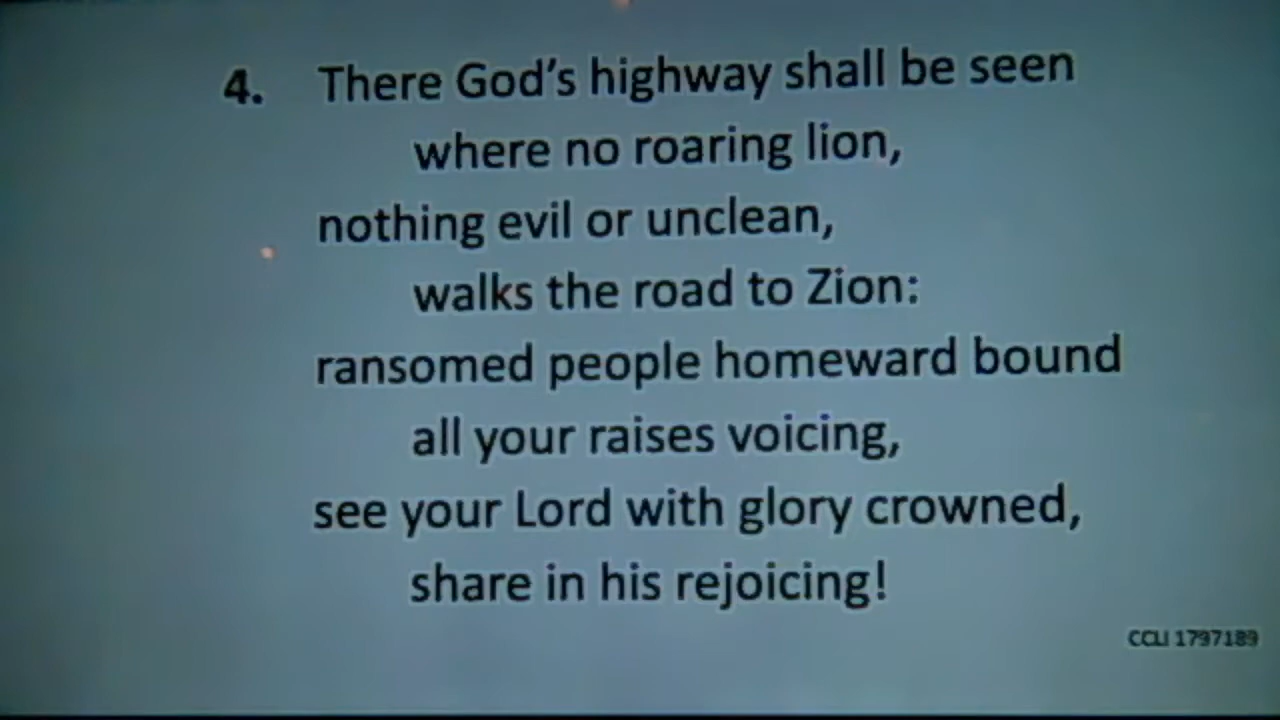 4. There God's highway shall be seen
where no roaring lion,
nothing evil or unclean,
walks the road to Zion:
ransomed people homeward bound
all your raises voicing,
see your Lord with glory crowned,
share in his rejoicing!
CCLI 1797189